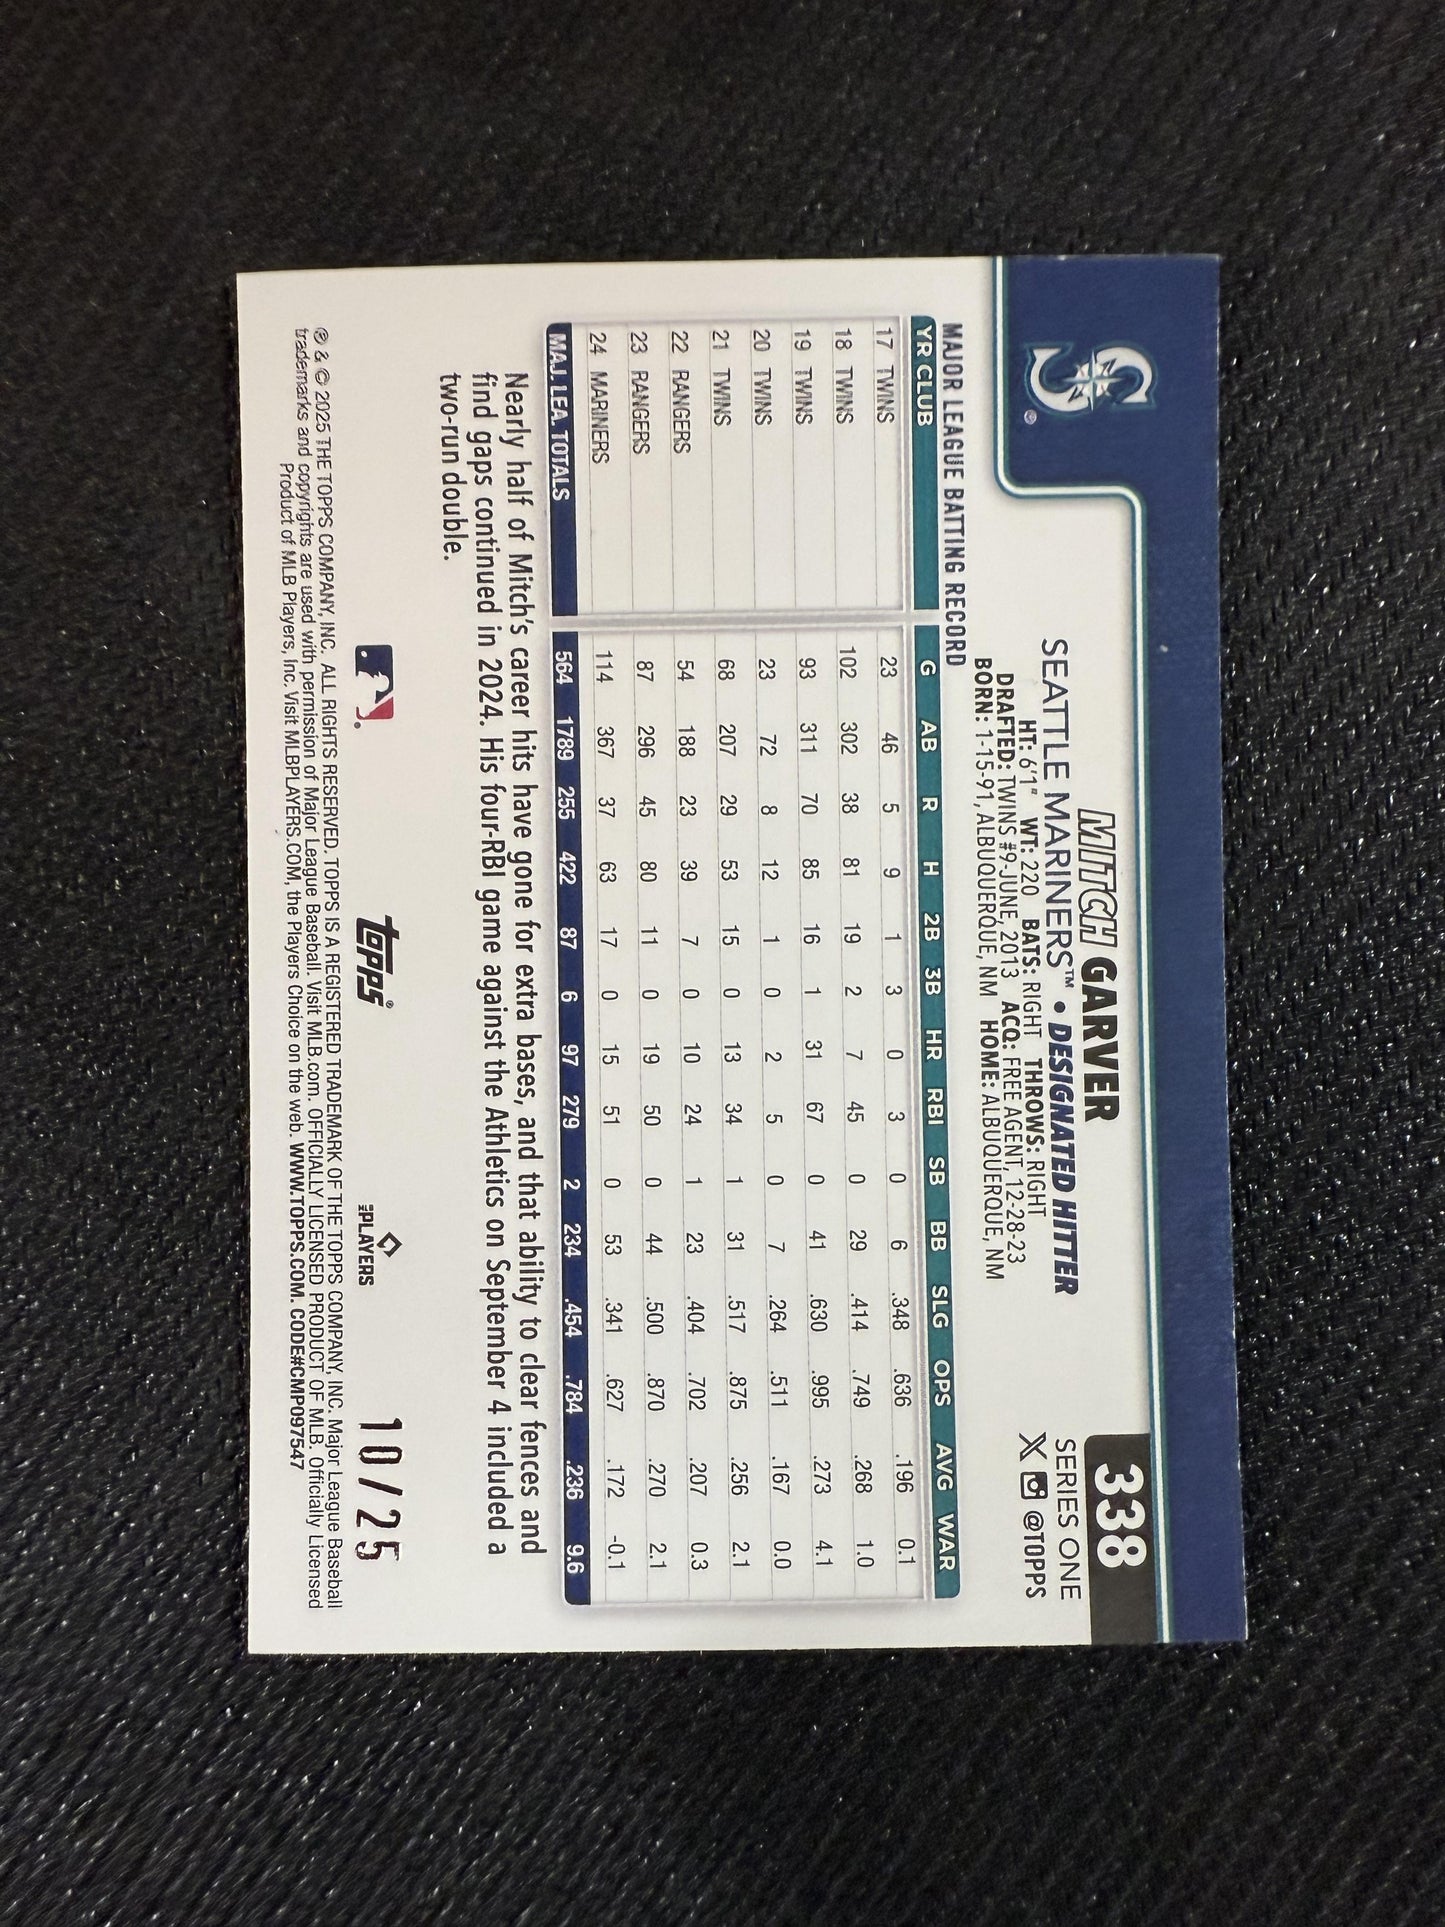 S®
MITCH GARVER
SEATTLE MARINERS™ • DESIGNATED HITTER
HT: 6'1" WT: 220 BATS: RIGHT THROWS: RIGHT
DRAFTED: TWINS #9-JUNE, 2013 ACQ: FREE AGENT, 12-28-23
BORN: 1-15-91, ALBUQUERQUE, NM HOME: ALBUQUERQUE, NM
338
SERIES ONE
X @TOPPS
MAJOR LEAGUE BATTING RECORD
YR CLUB G AB R H 2B 3B HR RBI SB BB SLG OPS AVG WAR
17 TWINS 23 46 5 9 1 3 0 3 0 6 .348 .636 .196 0.1
18 TWINS 102 302 38 81 19 2 7 45 0 29 .414 .749 .268 1.0
19 TWINS 93 311 70 85 16 1 31 67 0 41 .630 .995 .273 4.1
20 TWINS 23 72 8 12 1 0 2 5 0 7 .264 .511 .167 0.0
21 TWINS 68 207 29 53 15 0 13 34 1 31 .517 .875 .256 2.1
22 RANGERS 54 188 23 39 7 0 10 24 1 23 .404 .702 .207 0.3
23 RANGERS 87 296 45 80 11 0 19 50 0 44 .500 .870 .270 2.1
24 MARINERS 114 367 37 63 17 0 15 51 0 53 .341 .627 .172 -0.1
MAJ. LEA. TOTALS 564 1789 255 422 87 6 97 279 2 234 .454 .784 .236 9.6
Nearly half of Mitch's career hits have gone for extra bases, and that ability to clear fences and
find gaps continued in 2024. His four-RBI game against the Athletics on September 4 included a
two-run double.
topps®
PLAYERS
10/25
℗ & © 2025 THE TOPPS COMPANY, INC. ALL RIGHTS RESERVED. TOPPS IS A REGISTERED TRADEMARK OF THE TOPPS COMPANY, INC. Major League Baseball
trademarks and copyrights are used with permission of Major League Baseball. Visit MLB.com. OFFICIALLY LICENSED PRODUCT OF MLB. Officially Licensed
Product of MLB Players, Inc. Visit MLBPLAYERS.COM, the Players Choice on the web. WWW.TOPPS.COM. CODE#CMP097547